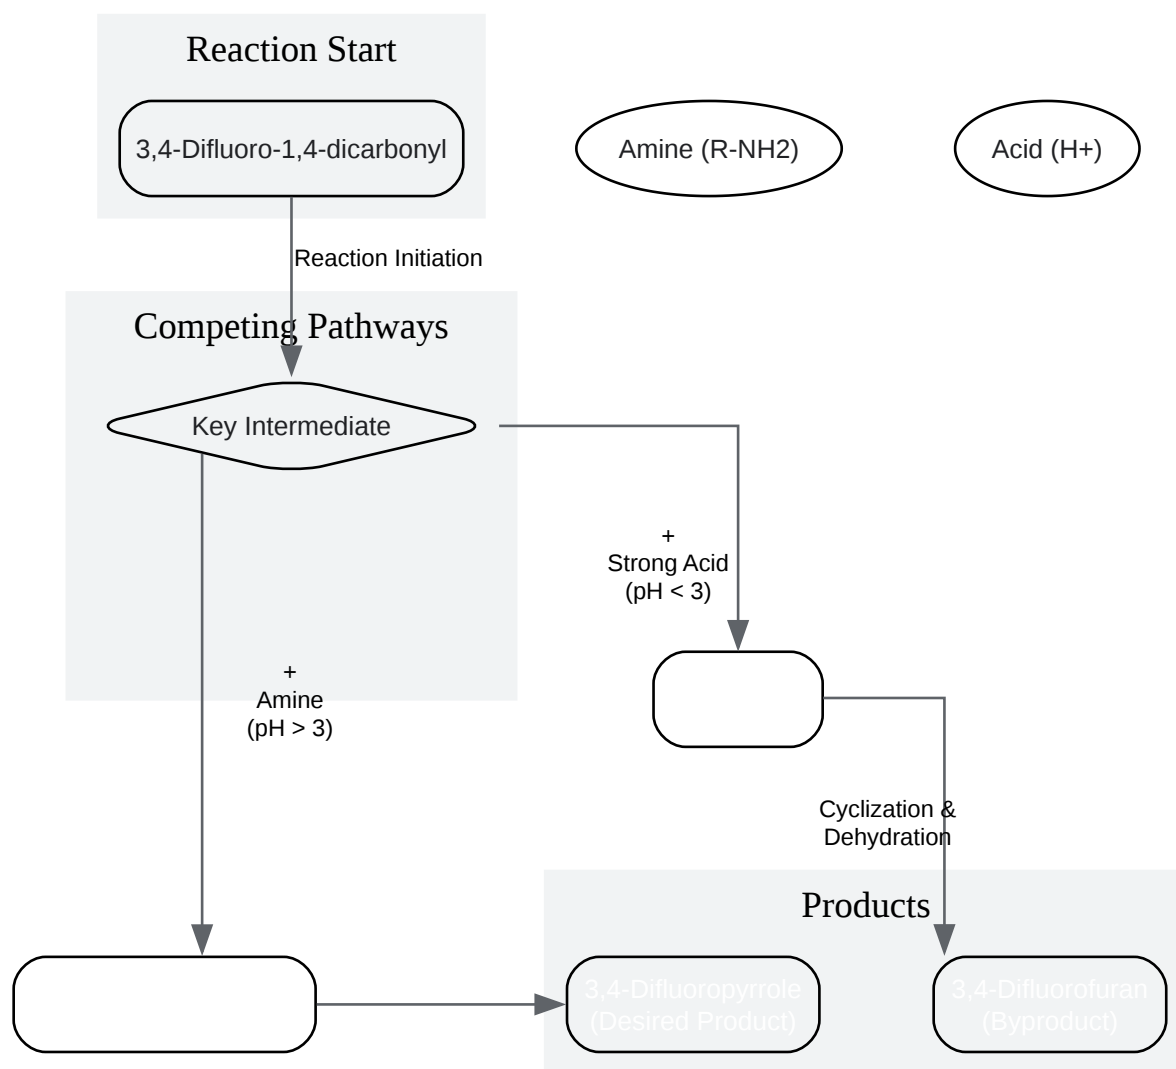 Reaction Start
3,4-Difluoro-1,4-dicarbonyl
Amine (R-NH2)
Acid (H+)
Reaction Initiation
Competing Pathways
Key Intermediate
+
Strong Acid
(pH < 3)
+
Amine
(pH > 3)
Cyclization &
Dehydration
Products
3,4-Difluoropyrrole
(Desired Product)
3,4-Difluorofuran
(Byproduct)